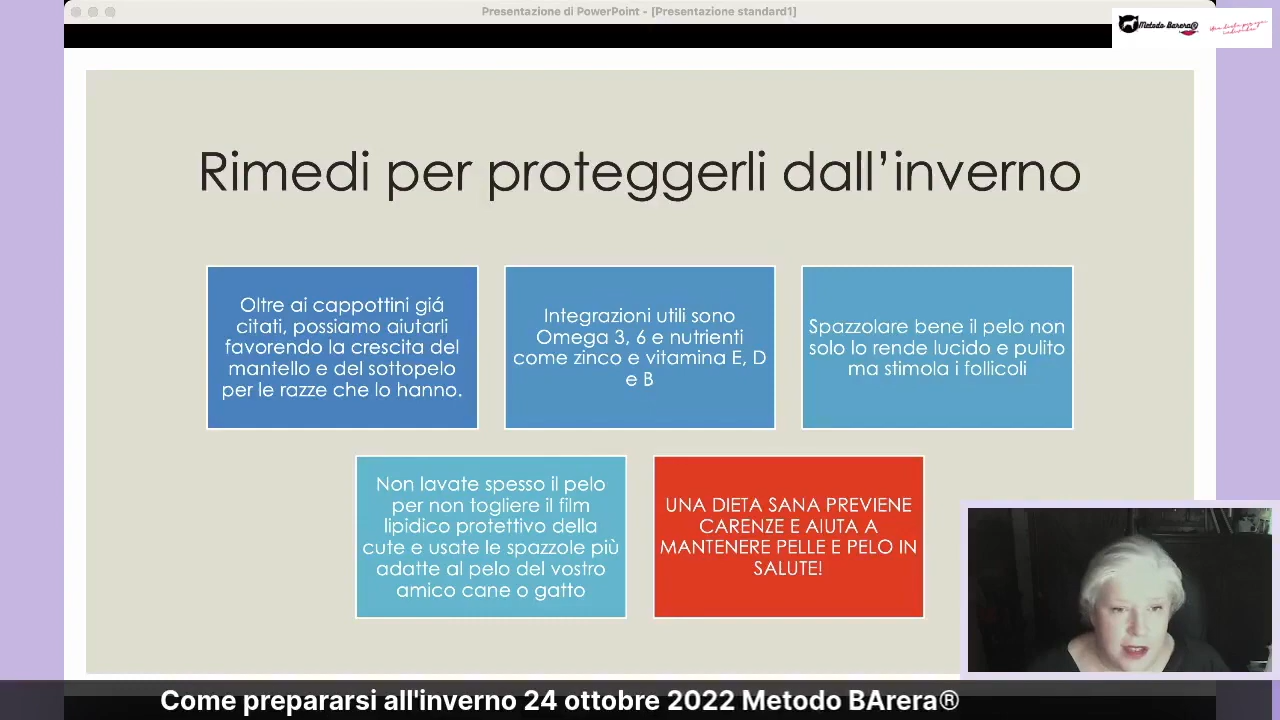 Presentazione di PowerPoint - [Presentazione standard1]
Metodo BArera®
Rimedi per proteggerli dall’inverno
Oltre ai cappottini giá
citati, possiamo aiutarli
favorendo la crescita del
mantello e del sottopelo
per le razze che lo hanno.
Integrazioni utili sono
Omega 3, 6 e nutrienti
come zinco e vitamina E, D
e B
Spazzolare bene il pelo non
solo lo rende lucido e pulito
ma stimola i follicoli
Non lavate spesso il pelo
per non togliere il film
lipidico protettivo della
cute e usate le spazzole più
adatte al pelo del vostro
amico cane o gatto
UNA DIETA SANA PREVIENE
CARENZE E AIUTA A
MANTENERE PELLE E PELO IN
SALUTE!
Come prepararsi all'inverno 24 ottobre 2022 Metodo BArera®